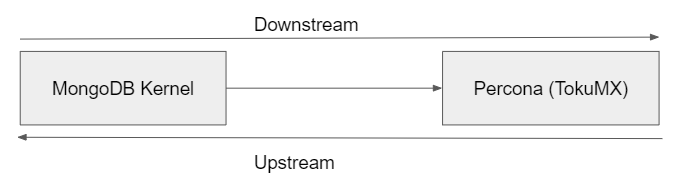 Downstream
MongoDB Kernel
Percona (TokuMX)
Upstream